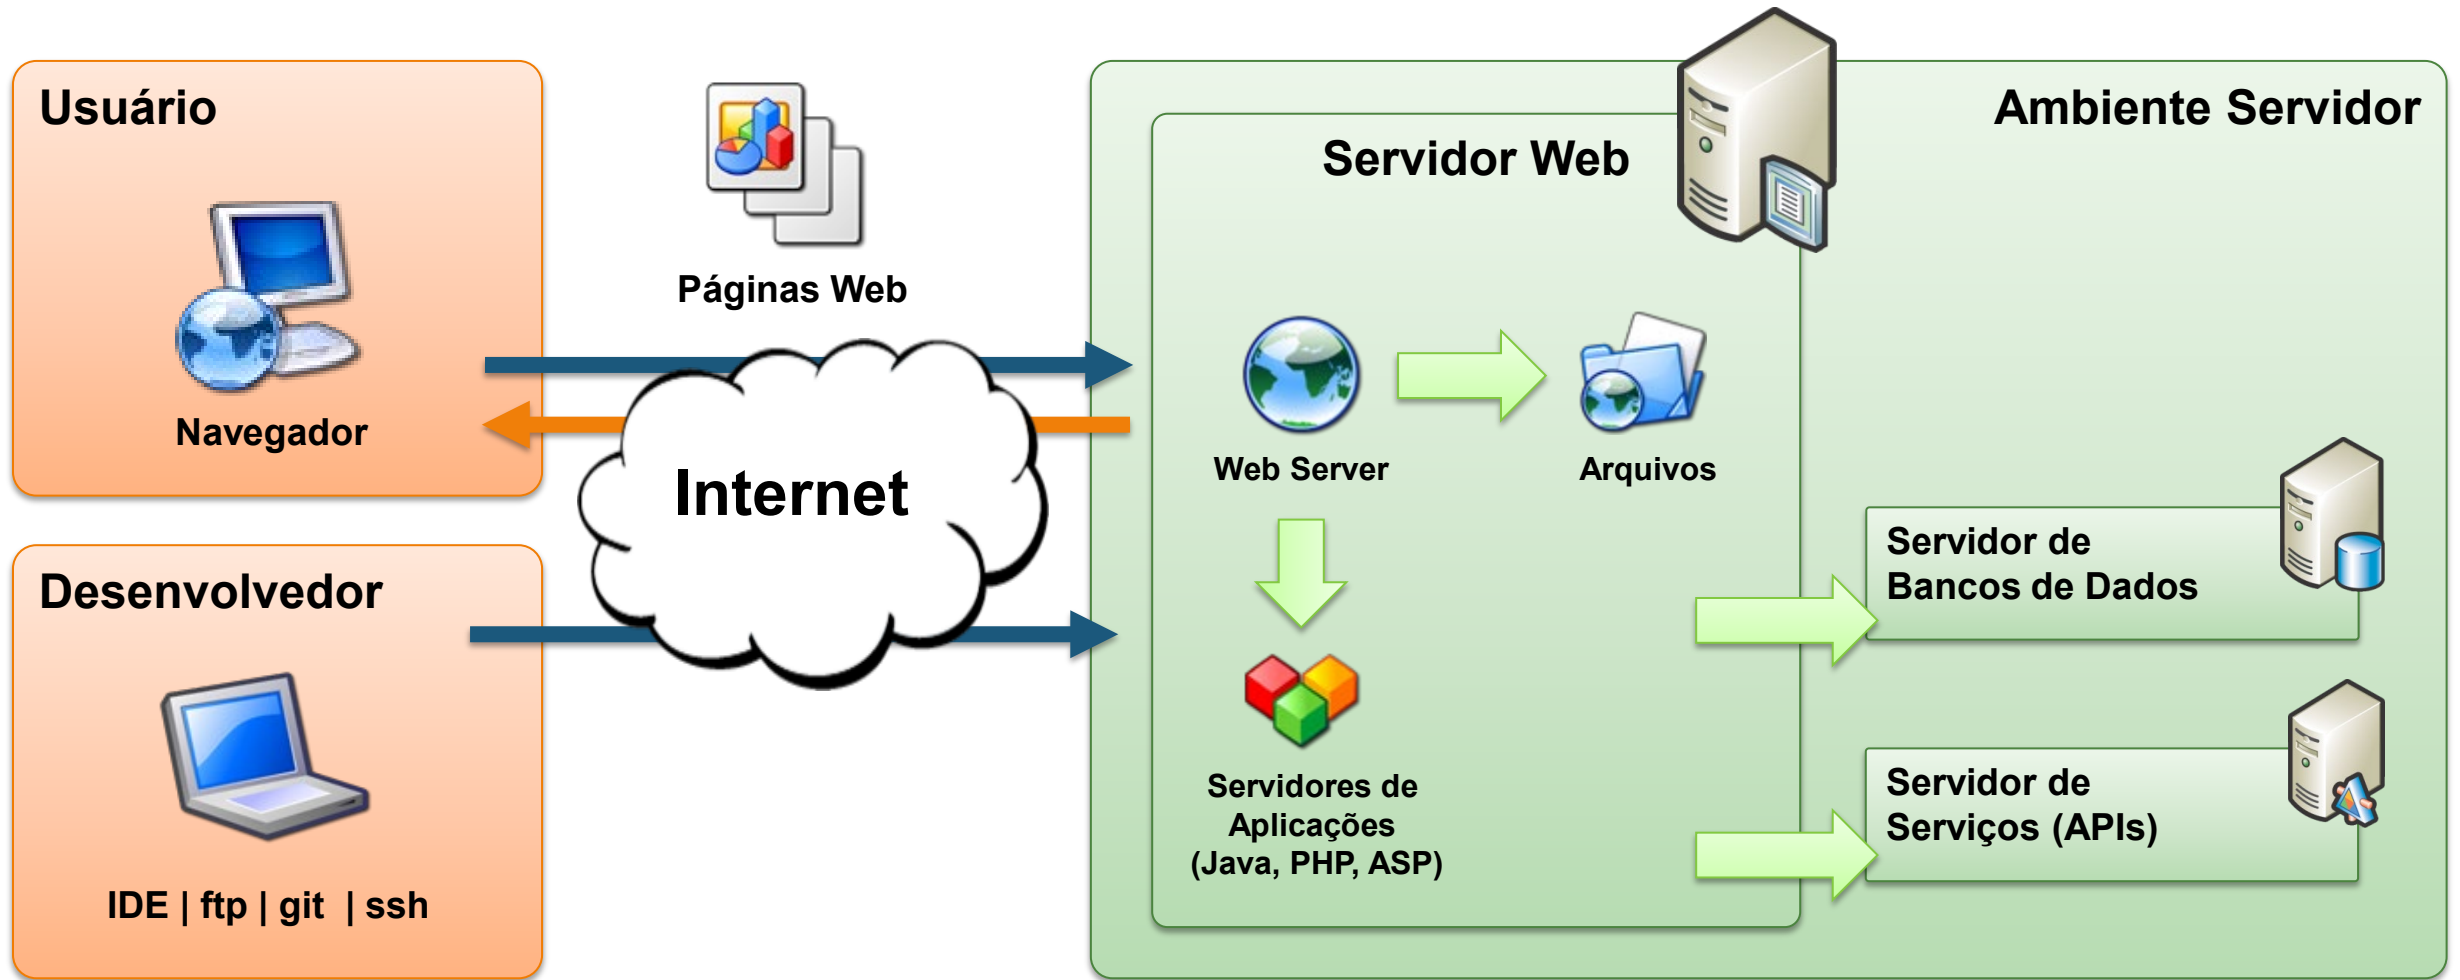 Usuário
Navegador
Páginas Web
Internet
Desenvolvedor
IDE | ftp | git | ssh
Ambiente Servidor
Servidor Web
Web Server
Arquivos
Servidores de
Aplicações
(Java, PHP, ASP)
Servidor de
Bancos de Dados
Servidor de
Serviços (APIs)